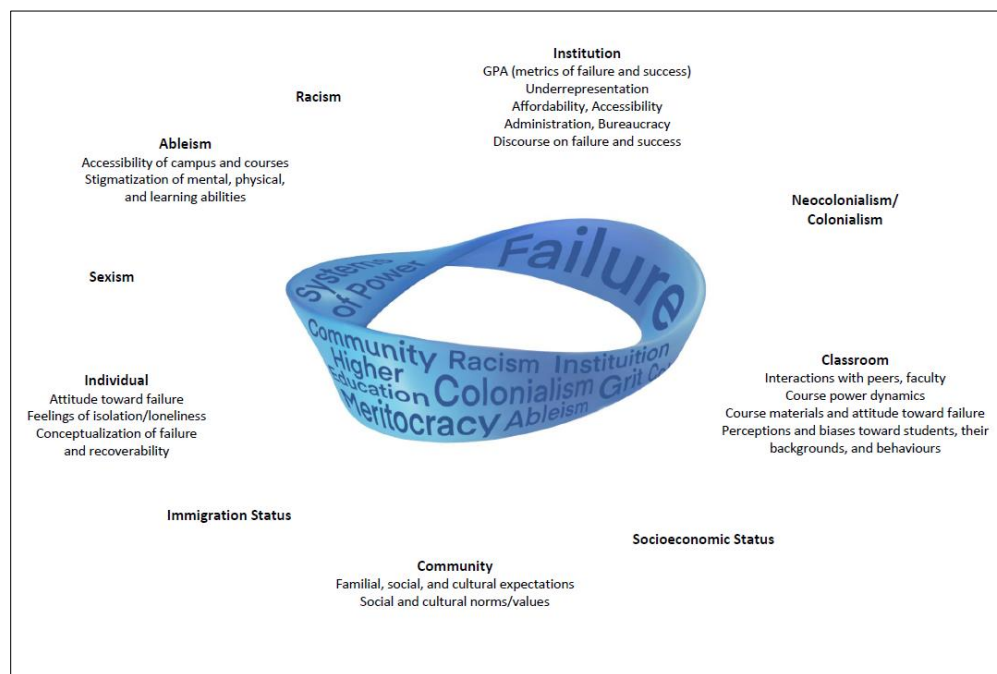 Institution
GPA (metrics of failure and success)
Underrepresentation
Affordability, Accessibility
Administration, Bureaucracy
Discourse on failure and success
Racism
Ableism
Accessibility of campus and courses
Stigmatization of mental, physical,
and learning abilities
Neocolonialism/
Colonialism
Sexism
Systems
of Power
Failure
Community
Racism
Instituition
Higher
Education
Colonialism
Grit
Meritocracy
Ableism
Classroom
Interactions with peers, faculty
Course power dynamics
Course materials and attitude toward failure
Perceptions and biases toward students, their
backgrounds, and behaviours
Individual
Attitude toward failure
Feelings of isolation/loneliness
Conceptualization of failure
and recoverability
Immigration Status
Socioeconomic Status
Community
Familial, social, and cultural expectations
Social and cultural norms/values